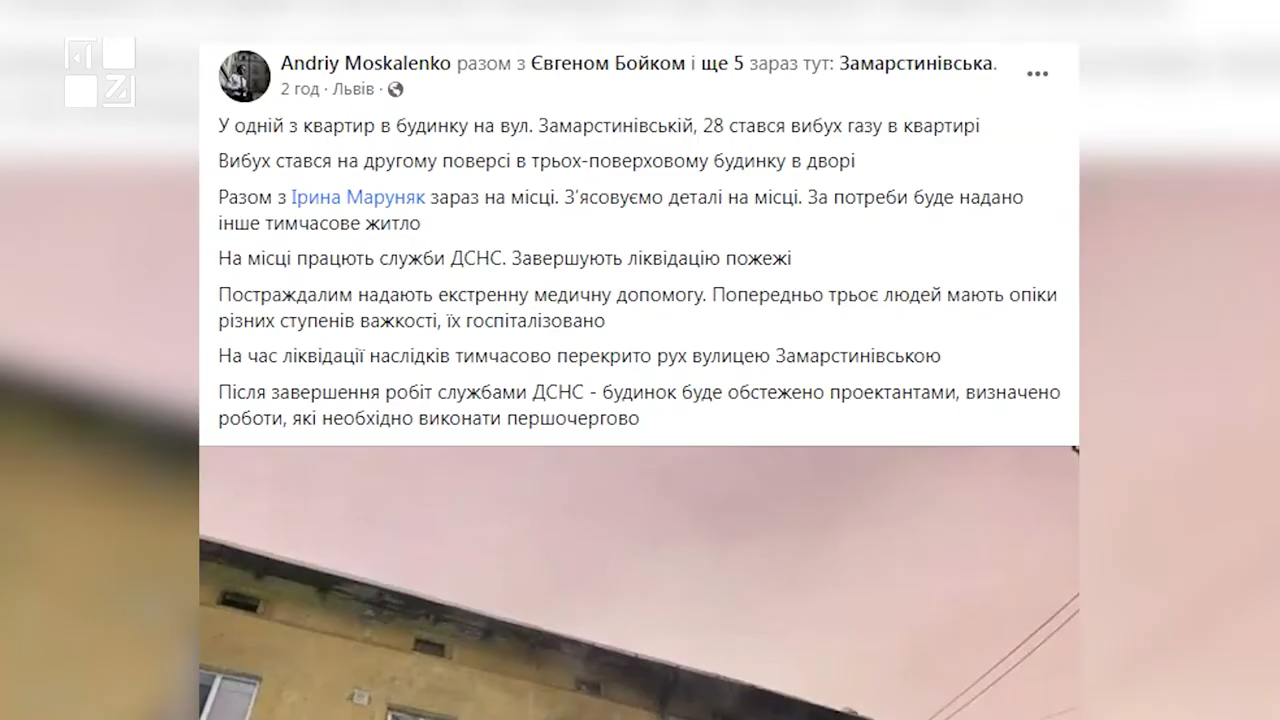 Andriy Moskalenko разом з Євгеном Бойком і ще 5 зараз тут: Замарстинівська.
2 год · Львів ·
У одній з квартир в будинку на вул. Замарстинівській, 28 стався вибух газу в квартирі
Вибух стався на другому поверсі в трьох-поверховому будинку в дворі
Разом з Ірина Маруняк зараз на місці. З’ясовуємо деталі на місці. За потреби буде надано
інше тимчасове житло
На місці працють служби ДСНС. Завершують ліквідацію пожежі
Постраждалим надають екстренну медичну допомогу. Попередньо трьоє людей мають опіки
різних ступенів важкості, їх госпіталізовано
На час ліквідації наслідків тимчасово перекрито рух вулицею Замарстинівською
Після завершення робіт службами ДСНС - будинок буде обстежено проектантами, визначено
роботи, які необхідно виконати першочергово